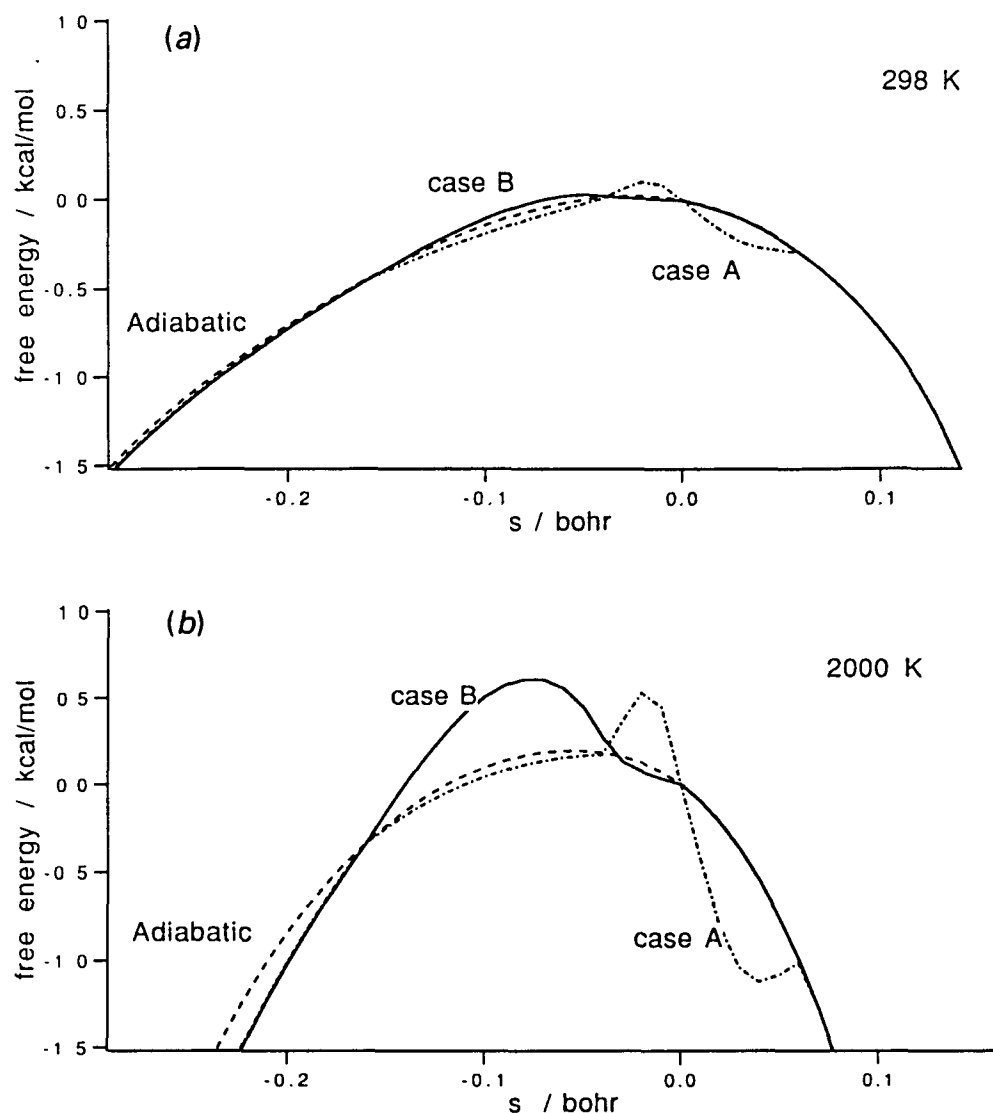 (a)
298 K
free energy / kcal/mol
1 0
0.5
0 0
-0.5
-1 0
-1 5
case B
case A
Adiabatic
-0.2
-0.1
0.0
0.1
s / bohr
(b)
2000 K
free energy / kcal/mol
1 0
0 5
0 0
-0 5
-1 0
-1 5
case B
Adiabatic
case A
-0.2
-0.1
0.0
0.1
s / bohr